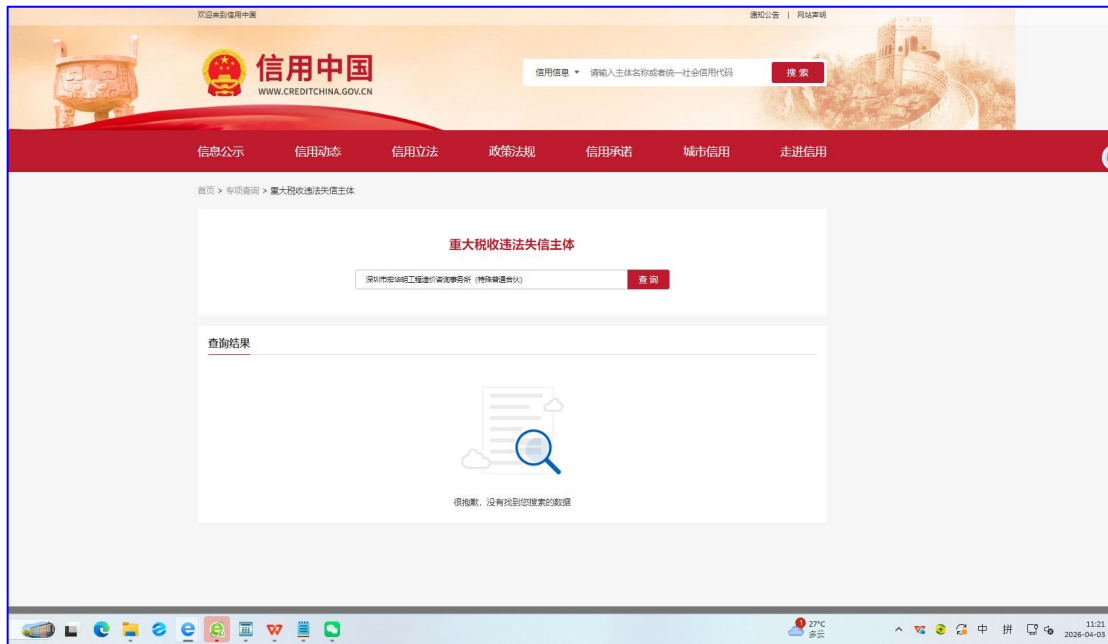 欢迎来到信用中国
通知公告 | 网站声明
信用中国
WWW.CREDITCHINA.GOV.CN
信用信息 请输入主体名称或者统一社会信用代码 搜索
信息公示 信用动态 信用立法 政策法规 信用承诺 城市信用 走进信用
首页 > 专项查询 > 重大税收违法失信主体
重大税收违法失信主体
深圳市宏华明工程造价咨询事务所（特殊普通合伙） 查询
查询结果
很抱歉，没有找到您搜索的数据
1 27°C
多云
中 拼 11:21
2026-04-03